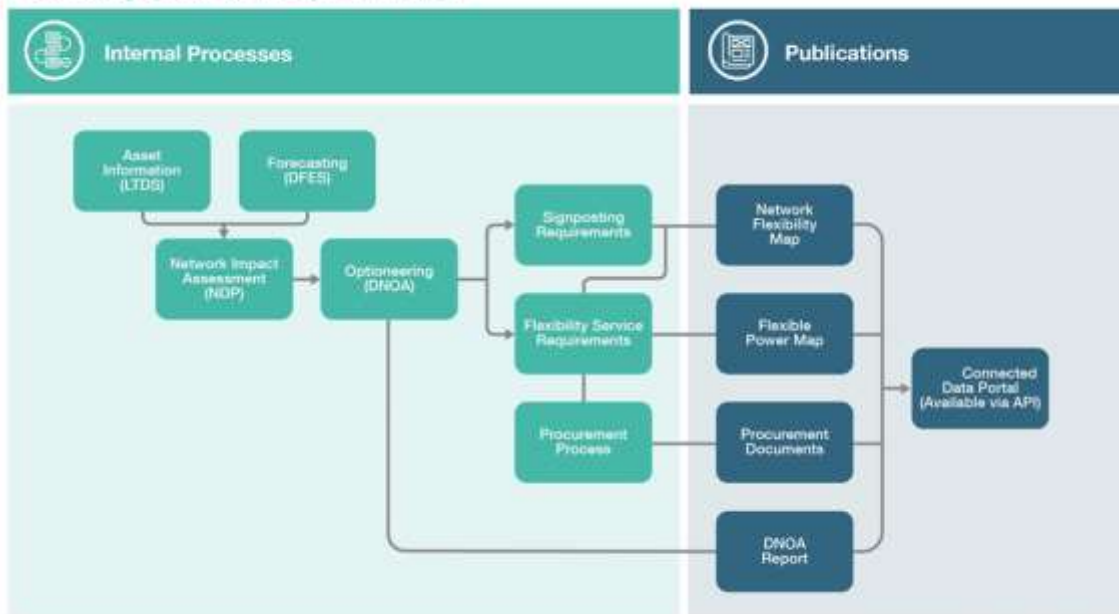 Internal Processes
Publications
Asset
Information
(LTDS)
Forecasting
(DFES)
Network Impact
Assessment
(NDP)
Optioneering
(DNOA)
Signposting
Requirements
Flexibility Service
Requirements
Procurement
Process
Network
Flexibility
Map
Flexible
Power Map
Procurement
Documents
DNOA
Report
Connected
Data Portal
(Available via API)